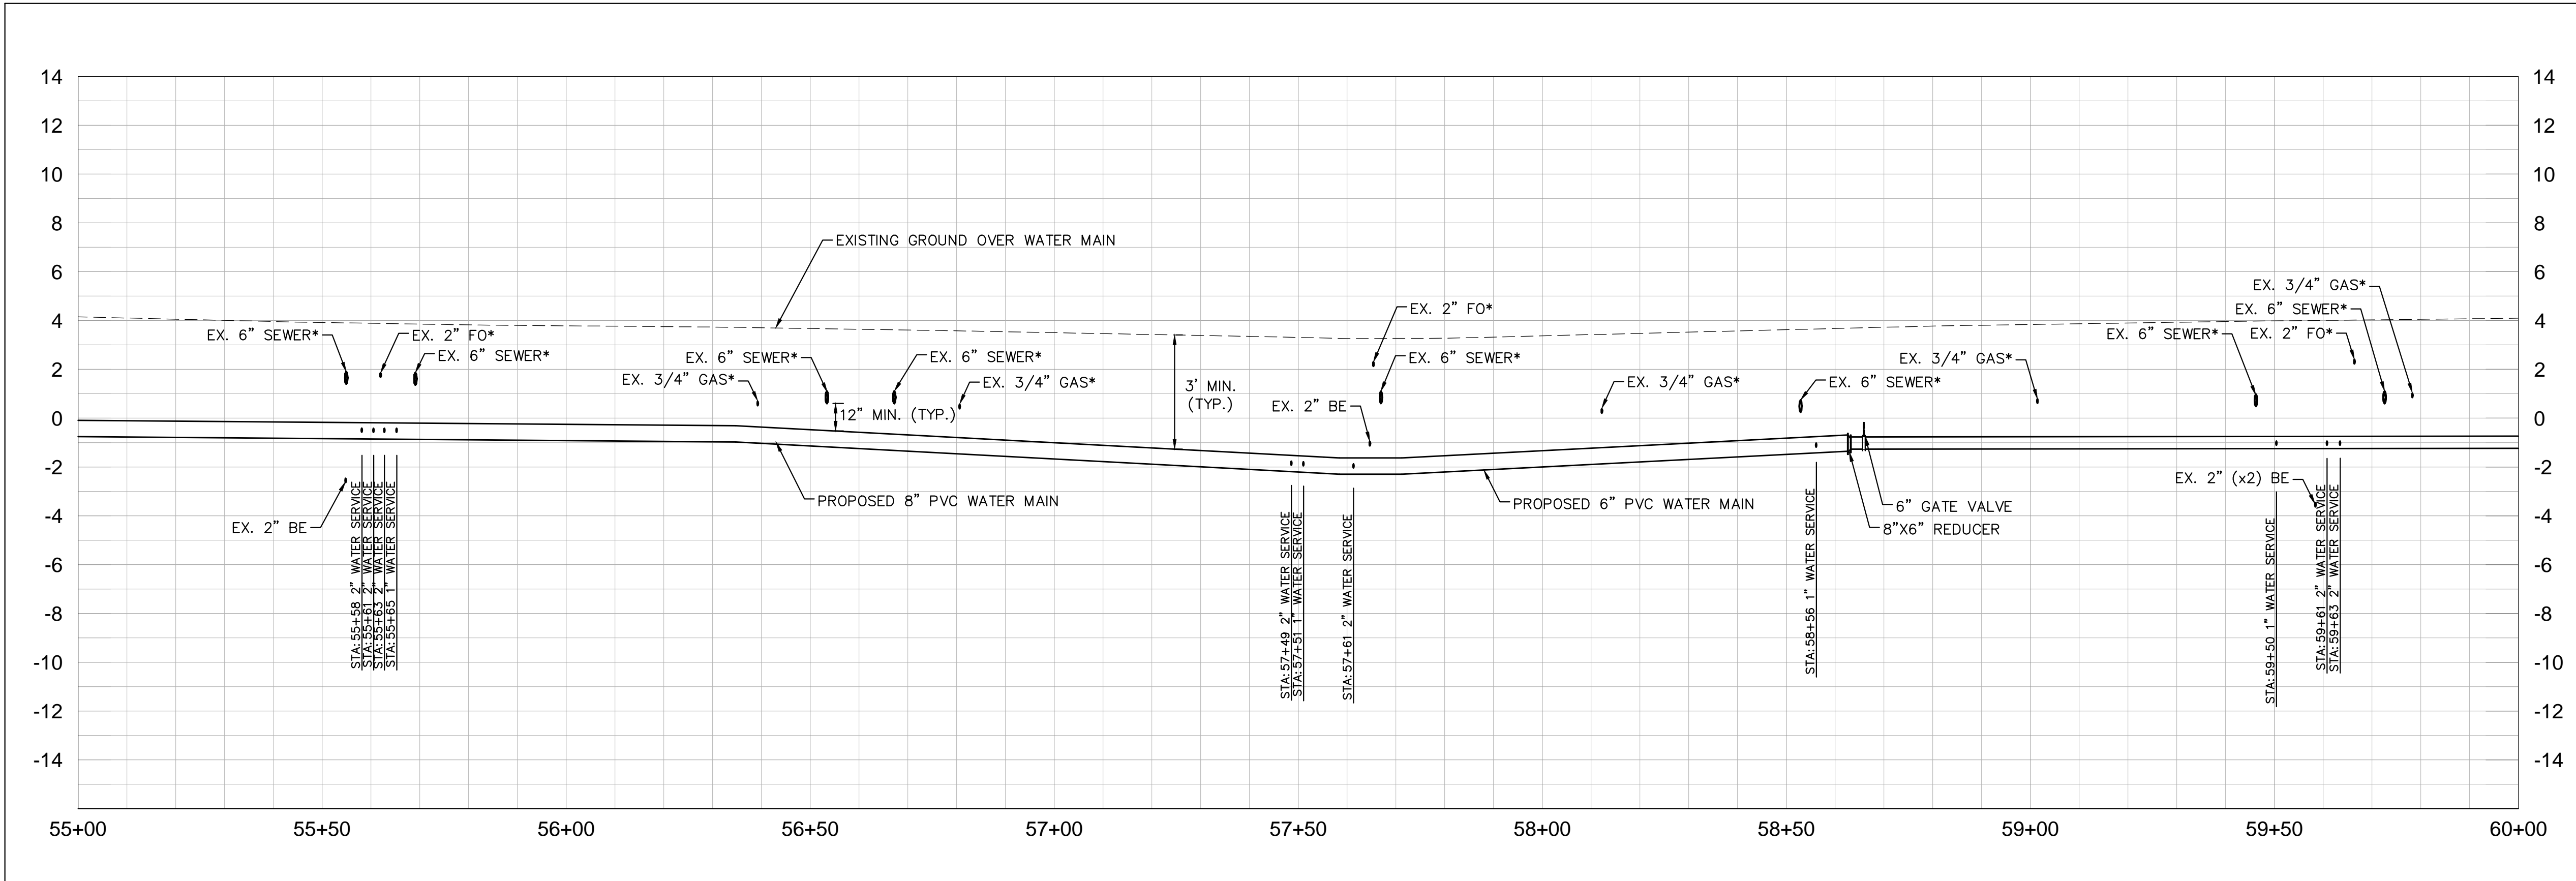 14
14
12
12
10
10
8
8
EXISTING GROUND OVER WATER MAIN
6
6
EX. 3/4" GAS*
4
4
EX. 2" FO*
EX. 6" SEWER*
EX. 6" SEWER*
EX. 2" FO*
EX. 6" SEWER*
EX. 2" FO*
EX. 6" SEWER*
EX. 6" SEWER*
EX. 6" SEWER*
EX. 6" SEWER*
EX. 3/4" GAS*
2
2
EX. 3/4" GAS*
EX. 3/4" GAS*
EX. 3/4" GAS*
EX. 6" SEWER*
3' MIN.
(TYP.)
12" MIN. (TYP.)
EX. 2" BE
0
0
-2
-2
EX. 2" (x2) BE
PROPOSED 8" PVC WATER MAIN
PROPOSED 6" PVC WATER MAIN
6" GATE VALVE
-4
-4
EX. 2" BE
8"X6" REDUCER
-6
-6
STA:55+58 2" WATER SERVICE
STA:55+61 2" WATER SERVICE
STA:55+63 2" WATER SERVICE
STA:55+65 1" WATER SERVICE
STA:57+49 2" WATER SERVICE
STA:57+51 1" WATER SERVICE
STA:57+61 2" WATER SERVICE
STA:58+56 1" WATER SERVICE
STA:59+50 1" WATER SERVICE
STA:59+61 2" WATER SERVICE
STA:59+63 2" WATER SERVICE
-8
-8
-10
-10
-12
-12
-14
-14
55+00
55+50
56+00
56+50
57+00
57+50
58+00
58+50
59+00
59+50
60+00